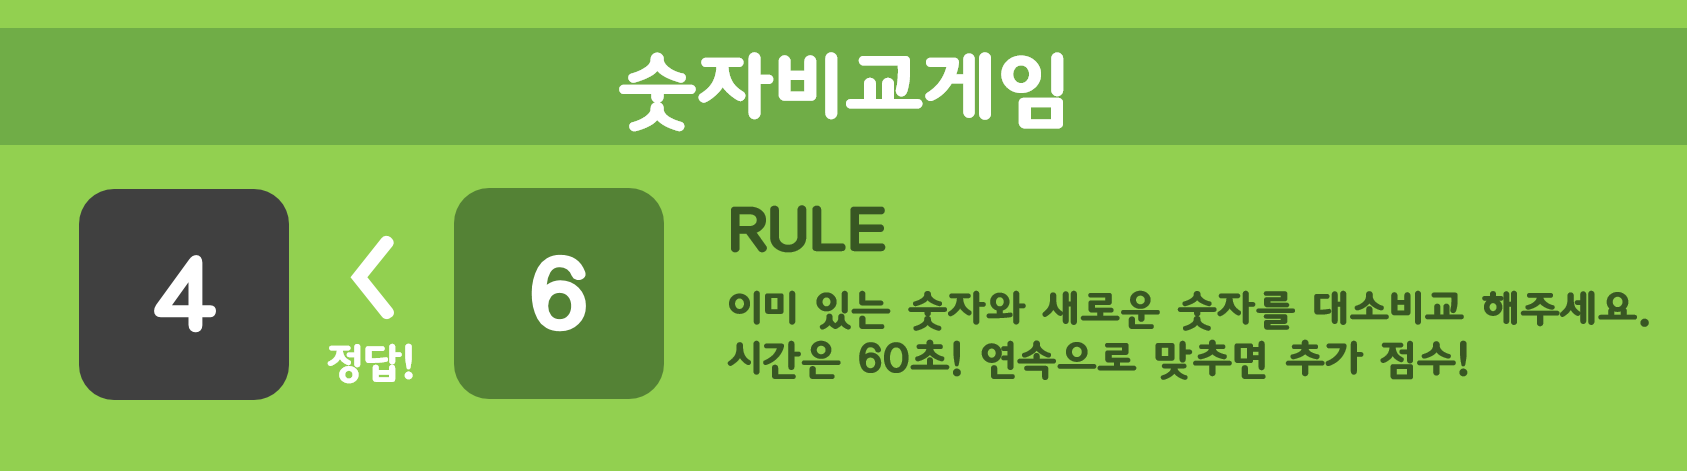 숫자비교게임
4 < 6
정답!
RULE
이미 있는 숫자와 새로운 숫자를 대소비교 해주세요.
시간은 60초! 연속으로 맞추면 추가 점수!